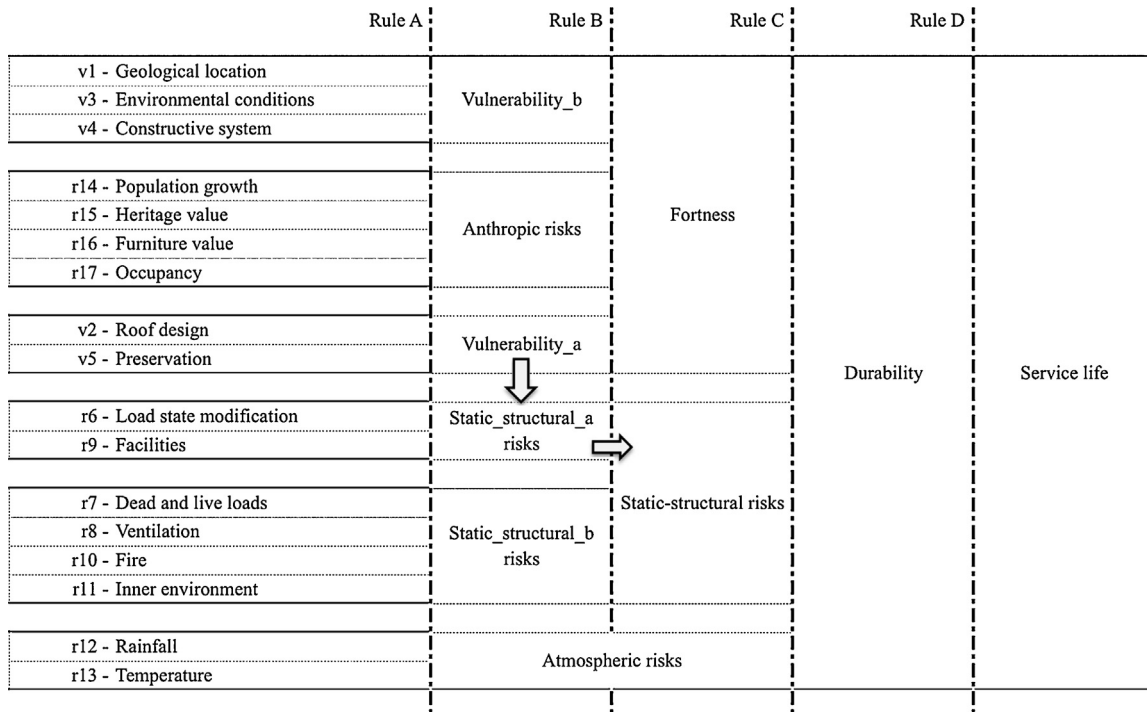 Rule A
Rule B
Rule C
Rule D
v1 - Geological location
v3 - Environmental conditions
v4 - Constructive system
Vulnerability_b
r14 - Population growth
r15 - Heritage value
r16 - Furniture value
r17 - Occupancy
Anthropic risks
Fortness
v2 - Roof design
v5 - Preservation
Vulnerability_a
Durability
Service life
r6 - Load state modification
r9 - Facilities
Static_structural_a
risks
r7 - Dead and live loads
r8 - Ventilation
r10 - Fire
r11 - Inner environment
Static_structural_b
risks
Static-structural risks
r12 - Rainfall
r13 - Temperature
Atmospheric risks